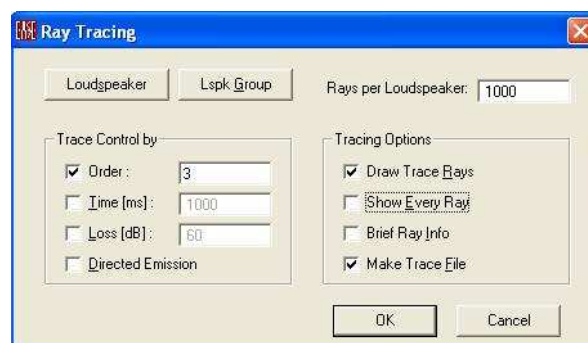 EASE Ray Tracing
Loudspeaker
Lspk Group
Rays per Loudspeaker:
1000
Trace Control by
Order :
3
Time [ms] :
1000
Loss [dB] :
60
Directed Emission
Tracing Options
Draw Trace Rays
Show Every Ray
Brief Ray Info
Make Trace File
OK
Cancel